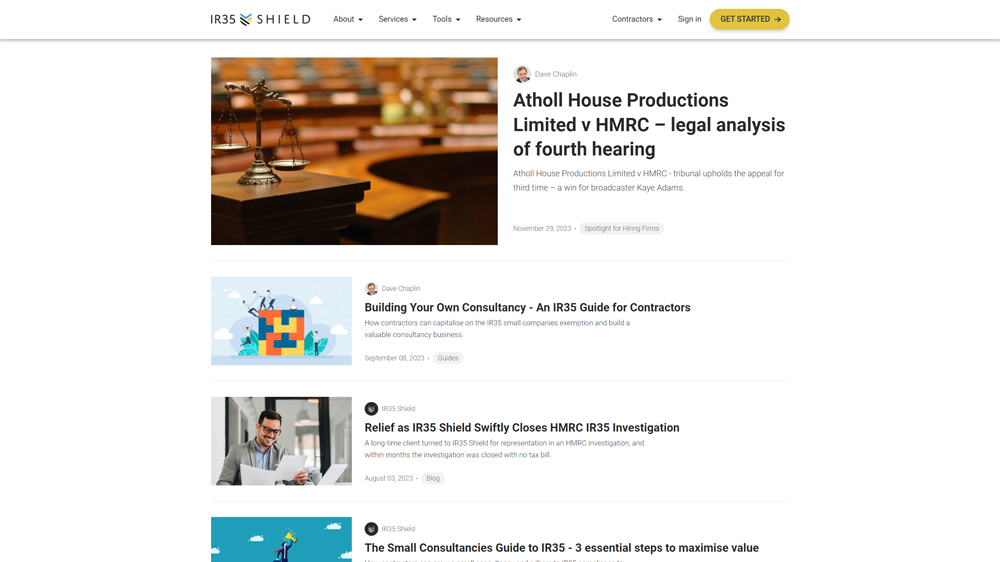 IR35 SHIELD
About
Services
Tools
Resources
Contractors
Sign in
GET STARTED →
Dave Chaplin
Atholl House Productions
Limited v HMRC – legal analysis
of fourth hearing
Atholl House Productions Limited v HMRC - tribunal upholds the appeal for
third time – a win for broadcaster Kaye Adams.
November 29, 2023 • Spotlight for Hiring Firms
Dave Chaplin
Building Your Own Consultancy - An IR35 Guide for Contractors
How contractors can capitalise on the IR35 small companies exemption and build a
valuable consultancy business.
September 08, 2023 • Guides
IR35 Shield
Relief as IR35 Shield Swiftly Closes HMRC IR35 Investigation
A long-time client turned to IR35 Shield for representation in an HMRC investigation, and
within months the investigation was closed with no tax bill.
August 03, 2023 • Blog
IR35 Shield
The Small Consultancies Guide to IR35 - 3 essential steps to maximise value